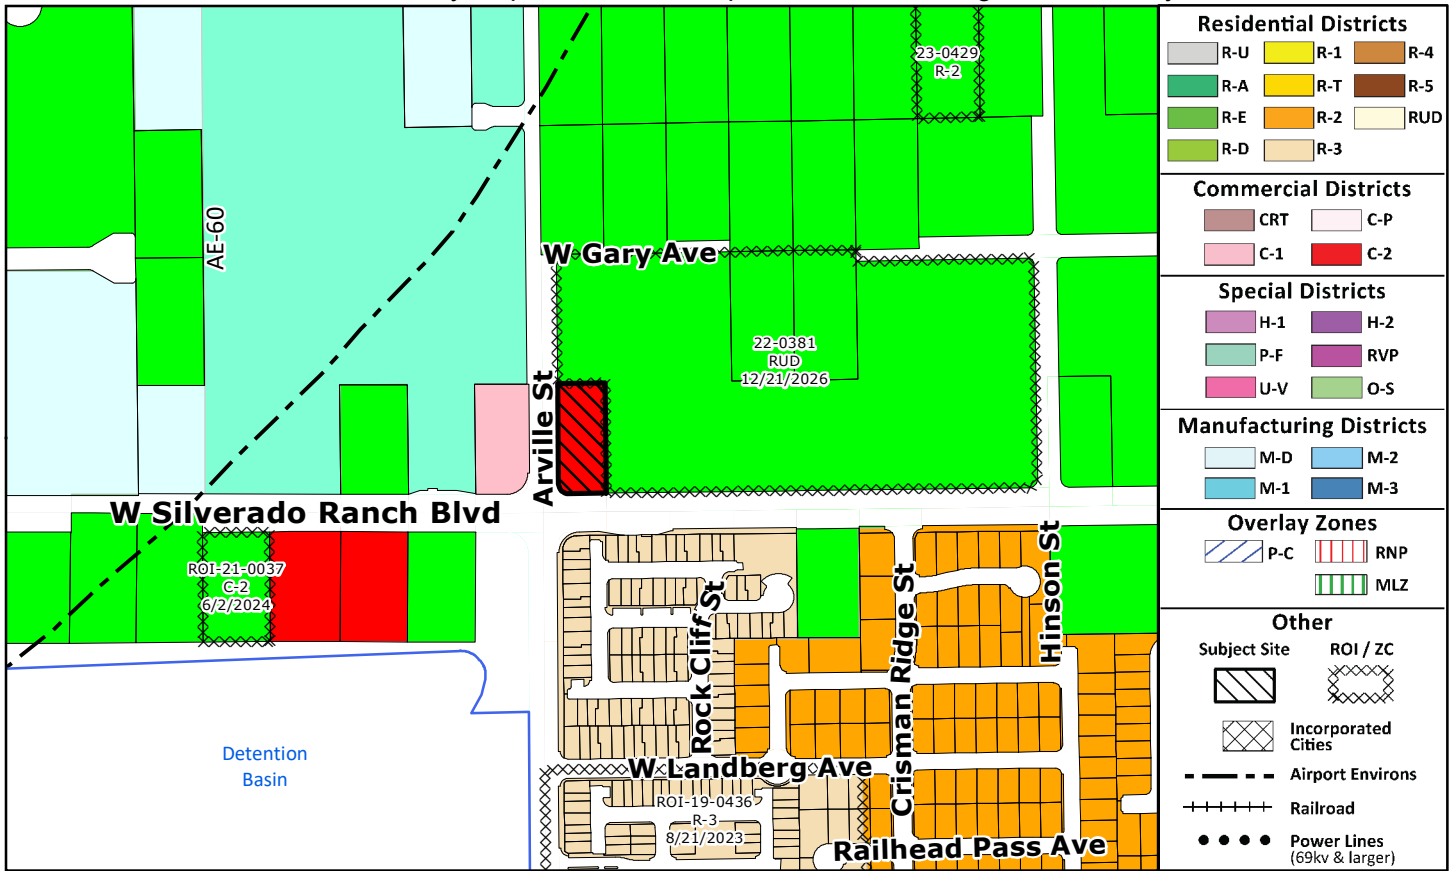 23-0429
R-2
AE-60
W Gary Ave
22-0381
RUD
12/21/2026
Arville St
W Silverado Ranch Blvd
ROI-21-0037
C-2
6/2/2024
Rock Cliff St
Crisman Ridge St
Hinson St
Detention
Basin
W Landberg Ave
ROI-19-0436
R-3
8/21/2023
Railhead Pass Ave
Residential Districts
R-U
R-1
R-4
R-A
R-T
R-5
R-E
R-2
RUD
R-D
R-3
Commercial Districts
CRT
C-P
C-1
C-2
Special Districts
H-1
H-2
P-F
RVP
U-V
O-S
Manufacturing Districts
M-D
M-2
M-1
M-3
Overlay Zones
P-C
RNP
MLZ
Other
Subject Site
ROI / ZC
Incorporated
Cities
Airport Environs
Railroad
Power Lines
(69kv & larger)